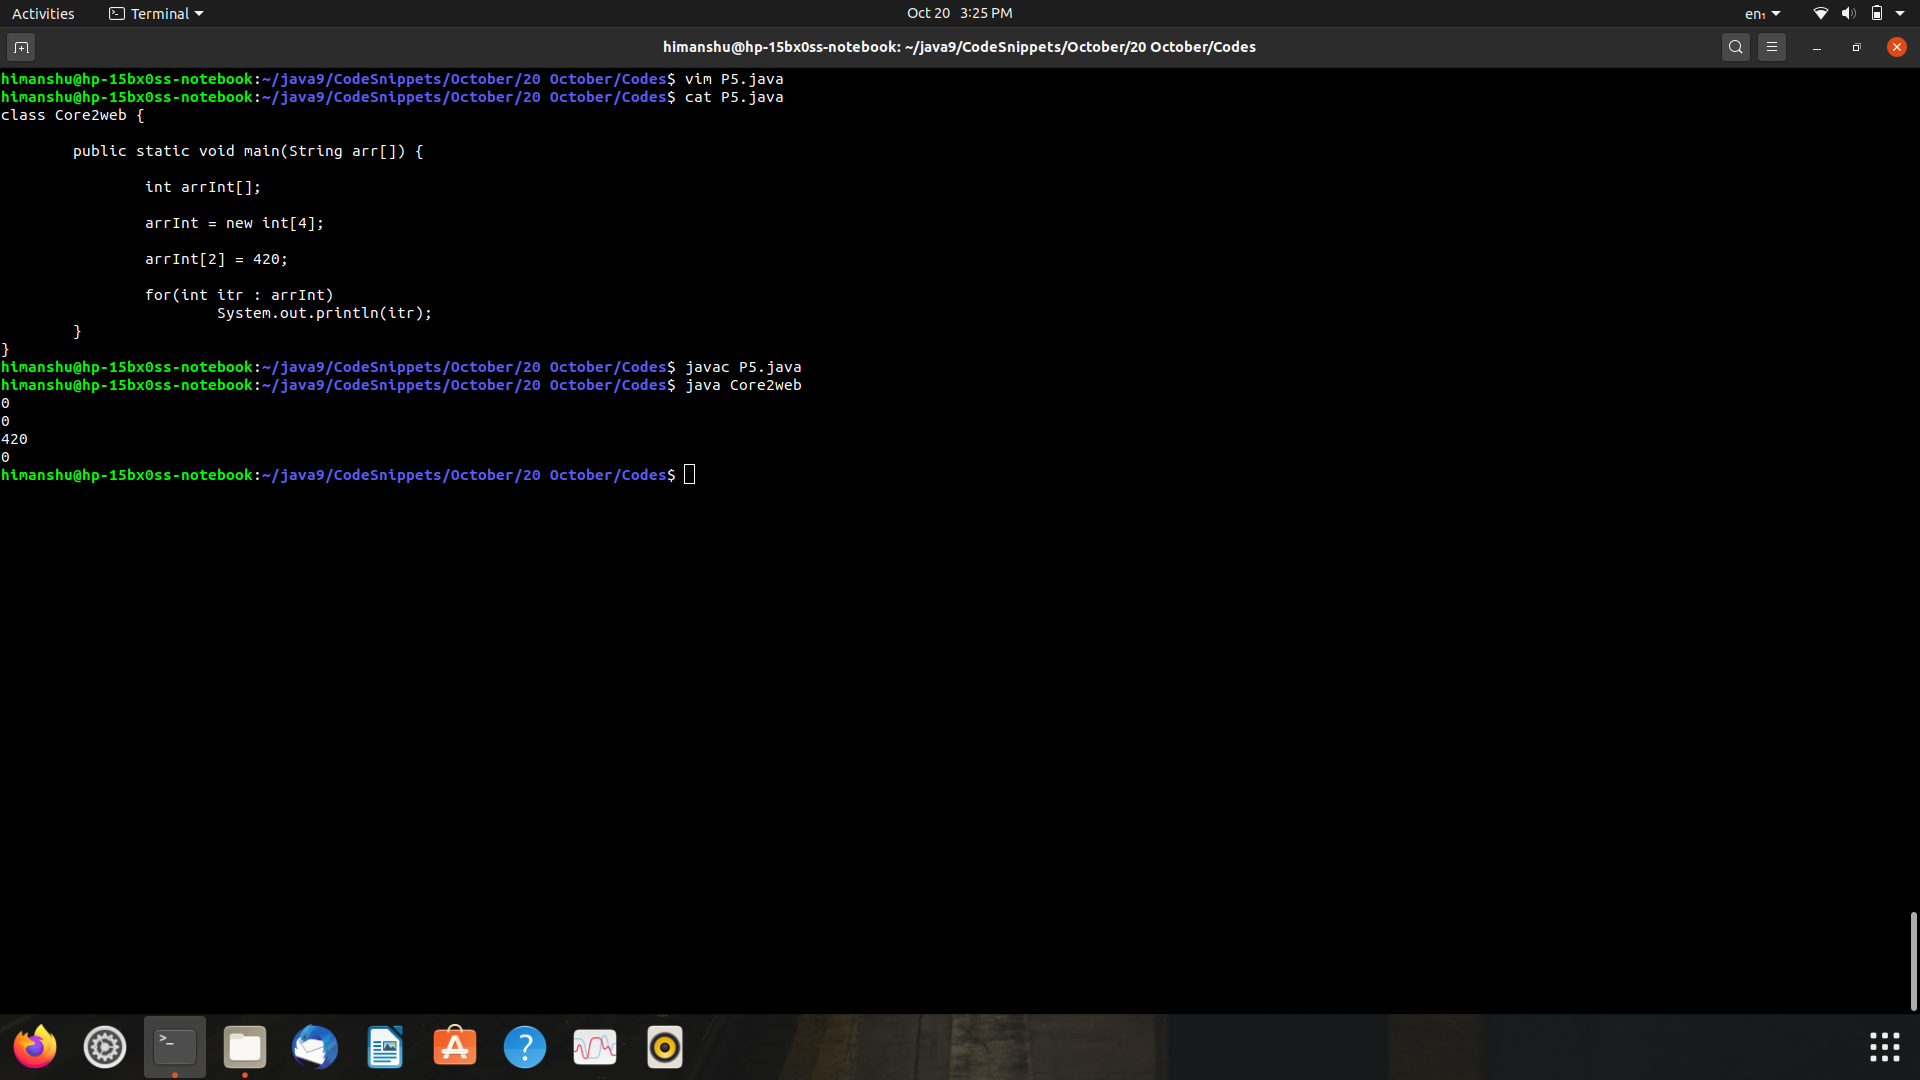 Activities Terminal Oct 20 3:25 PM en₁
himanshu@hp-15bx0ss-notebook: ~/java9/CodeSnippets/October/20 October/Codes
himanshu@hp-15bx0ss-notebook:~/java9/CodeSnippets/October/20 October/Codes$ vim P5.java
himanshu@hp-15bx0ss-notebook:~/java9/CodeSnippets/October/20 October/Codes$ cat P5.java
class Core2web {
        public static void main(String arr[]) {
                int arrInt[];
                arrInt = new int[4];
                arrInt[2] = 420;
                for(int itr : arrInt)
                        System.out.println(itr);
        }
}
himanshu@hp-15bx0ss-notebook:~/java9/CodeSnippets/October/20 October/Codes$ javac P5.java
himanshu@hp-15bx0ss-notebook:~/java9/CodeSnippets/October/20 October/Codes$ java Core2web
0
0
420
0
himanshu@hp-15bx0ss-notebook:~/java9/CodeSnippets/October/20 October/Codes$